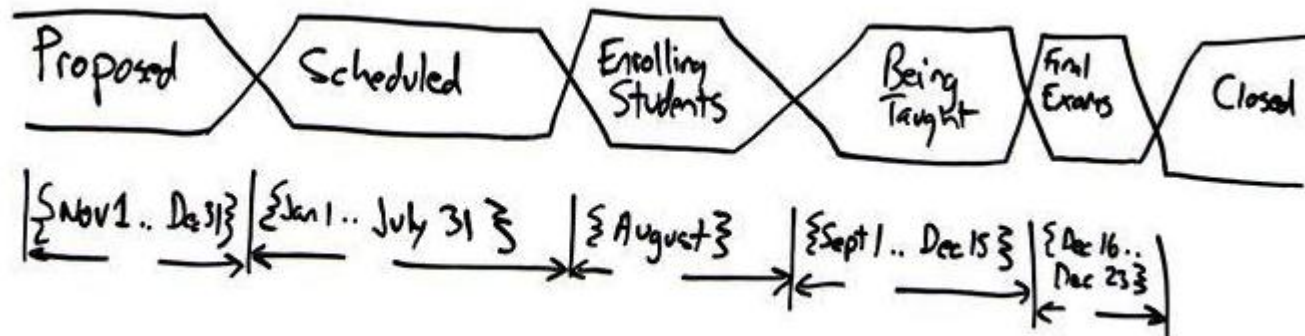 Proposed
Scheduled
Enrolling
Students
Being
Taught
Final
Exams
Closed
{Nov 1 .. Dec 31}
{Jan 1 .. July 31}
{August}
{Sept 1 .. Dec 15}
{Dec 16 ..
Dec 23}